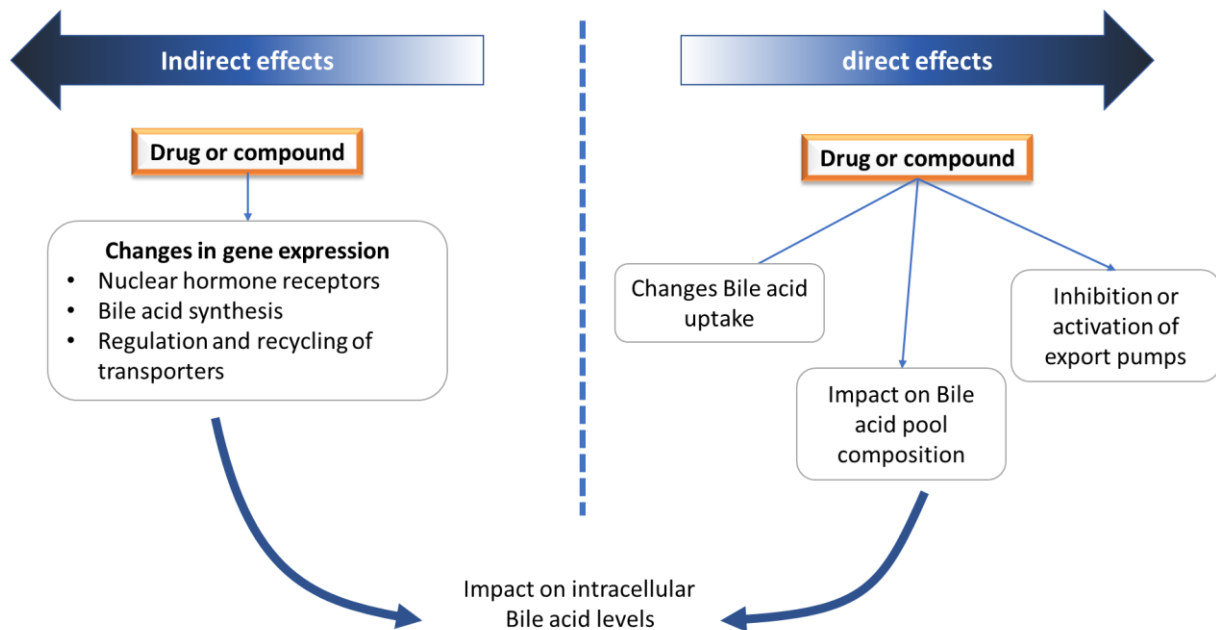 Indirect effects
direct effects
Drug or compound
Changes in gene expression
• Nuclear hormone receptors
• Bile acid synthesis
• Regulation and recycling of
transporters
Drug or compound
Changes Bile acid
uptake
Impact on Bile
acid pool
composition
Inhibition or
activation of
export pumps
Impact on intracellular
Bile acid levels